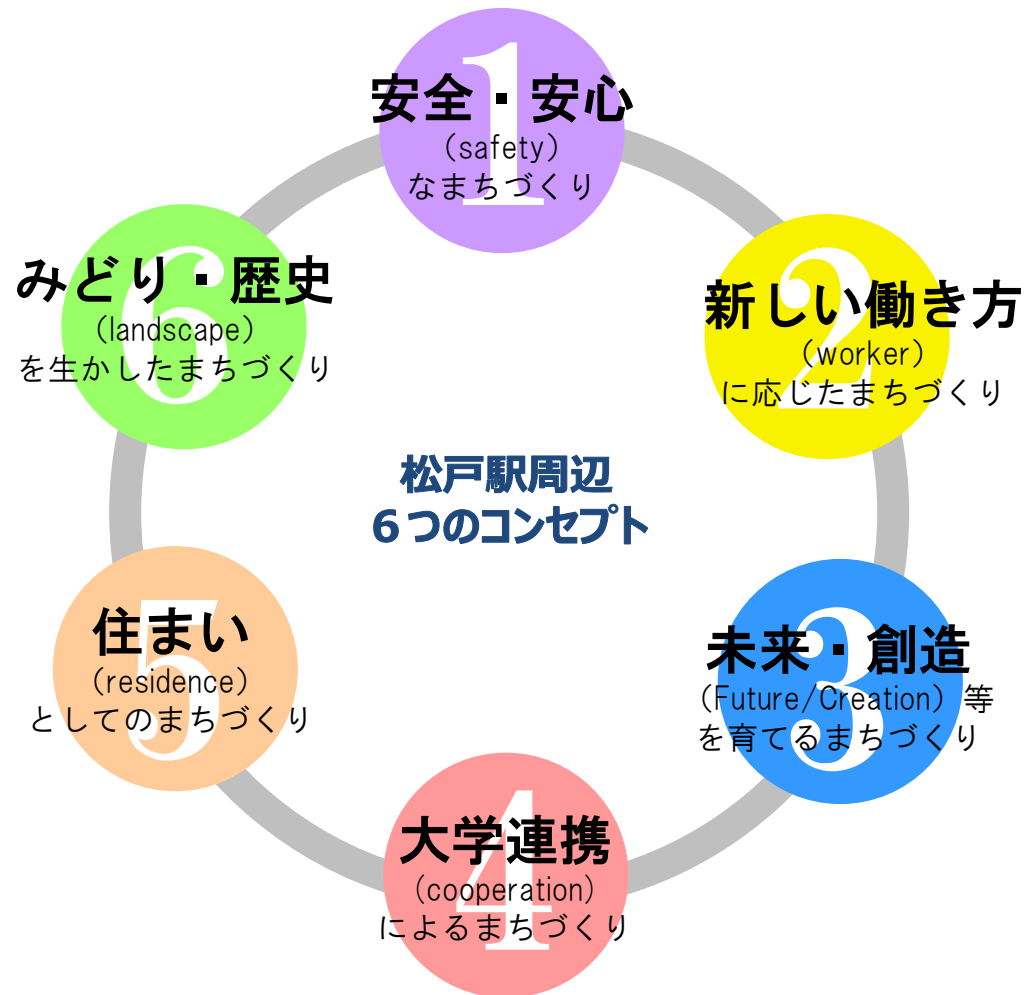 松戸駅周辺
6つのコンセプト
1
安全・安心
(safety)
なまちづくり
2
新しい働き方
(worker)
に応じたまちづくり
3
未来・創造
(Future/Creation)等
を育てるまちづくり
4
大学連携
(cooperation)
によるまちづくり
5
住まい
(residence)
としてのまちづくり
6
みどり・歴史
(landscape)
を生かしたまちづくり